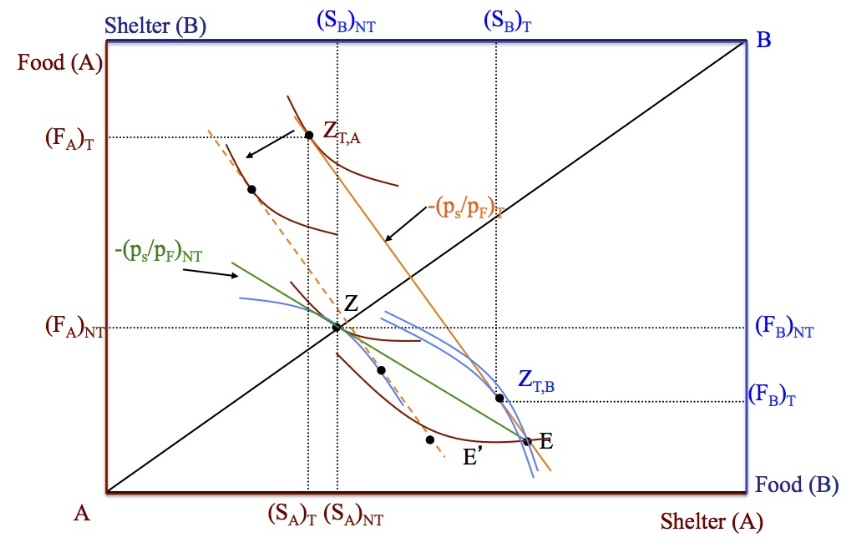 Shelter (B)
(S_B)_NT
(S_B)_T
B
Food (A)
(F_A)_T
Z_T,A
-(p_s/p_F)_T
-(p_s/p_F)_NT
Z
(F_A)_NT
(F_B)_NT
Z_T,B
(F_B)_T
E
E'
Food (B)
A
(S_A)_T (S_A)_NT
Shelter (A)